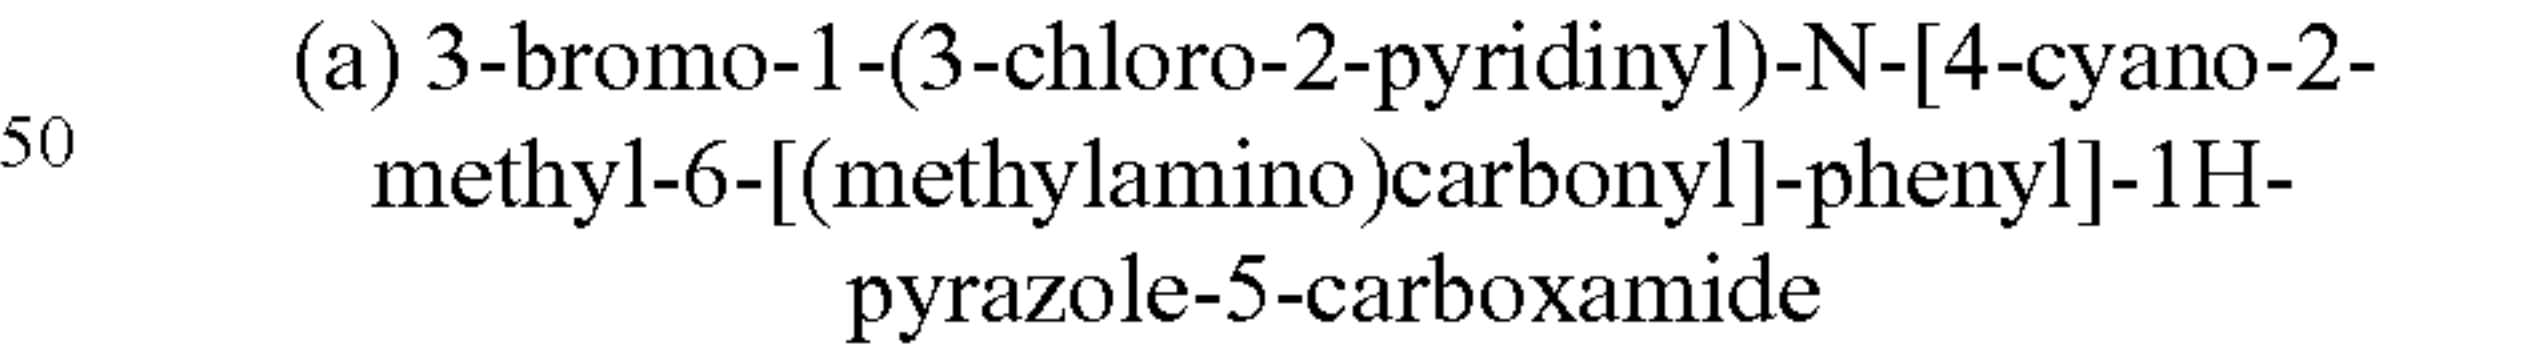 (a) 3-bromo-1-(3-chloro-2-pyridinyl)-N-[4-cyano-2-
50
methyl-6-[(methylamino)carbonyl]-phenyl]-1H-
pyrazole-5-carboxamide